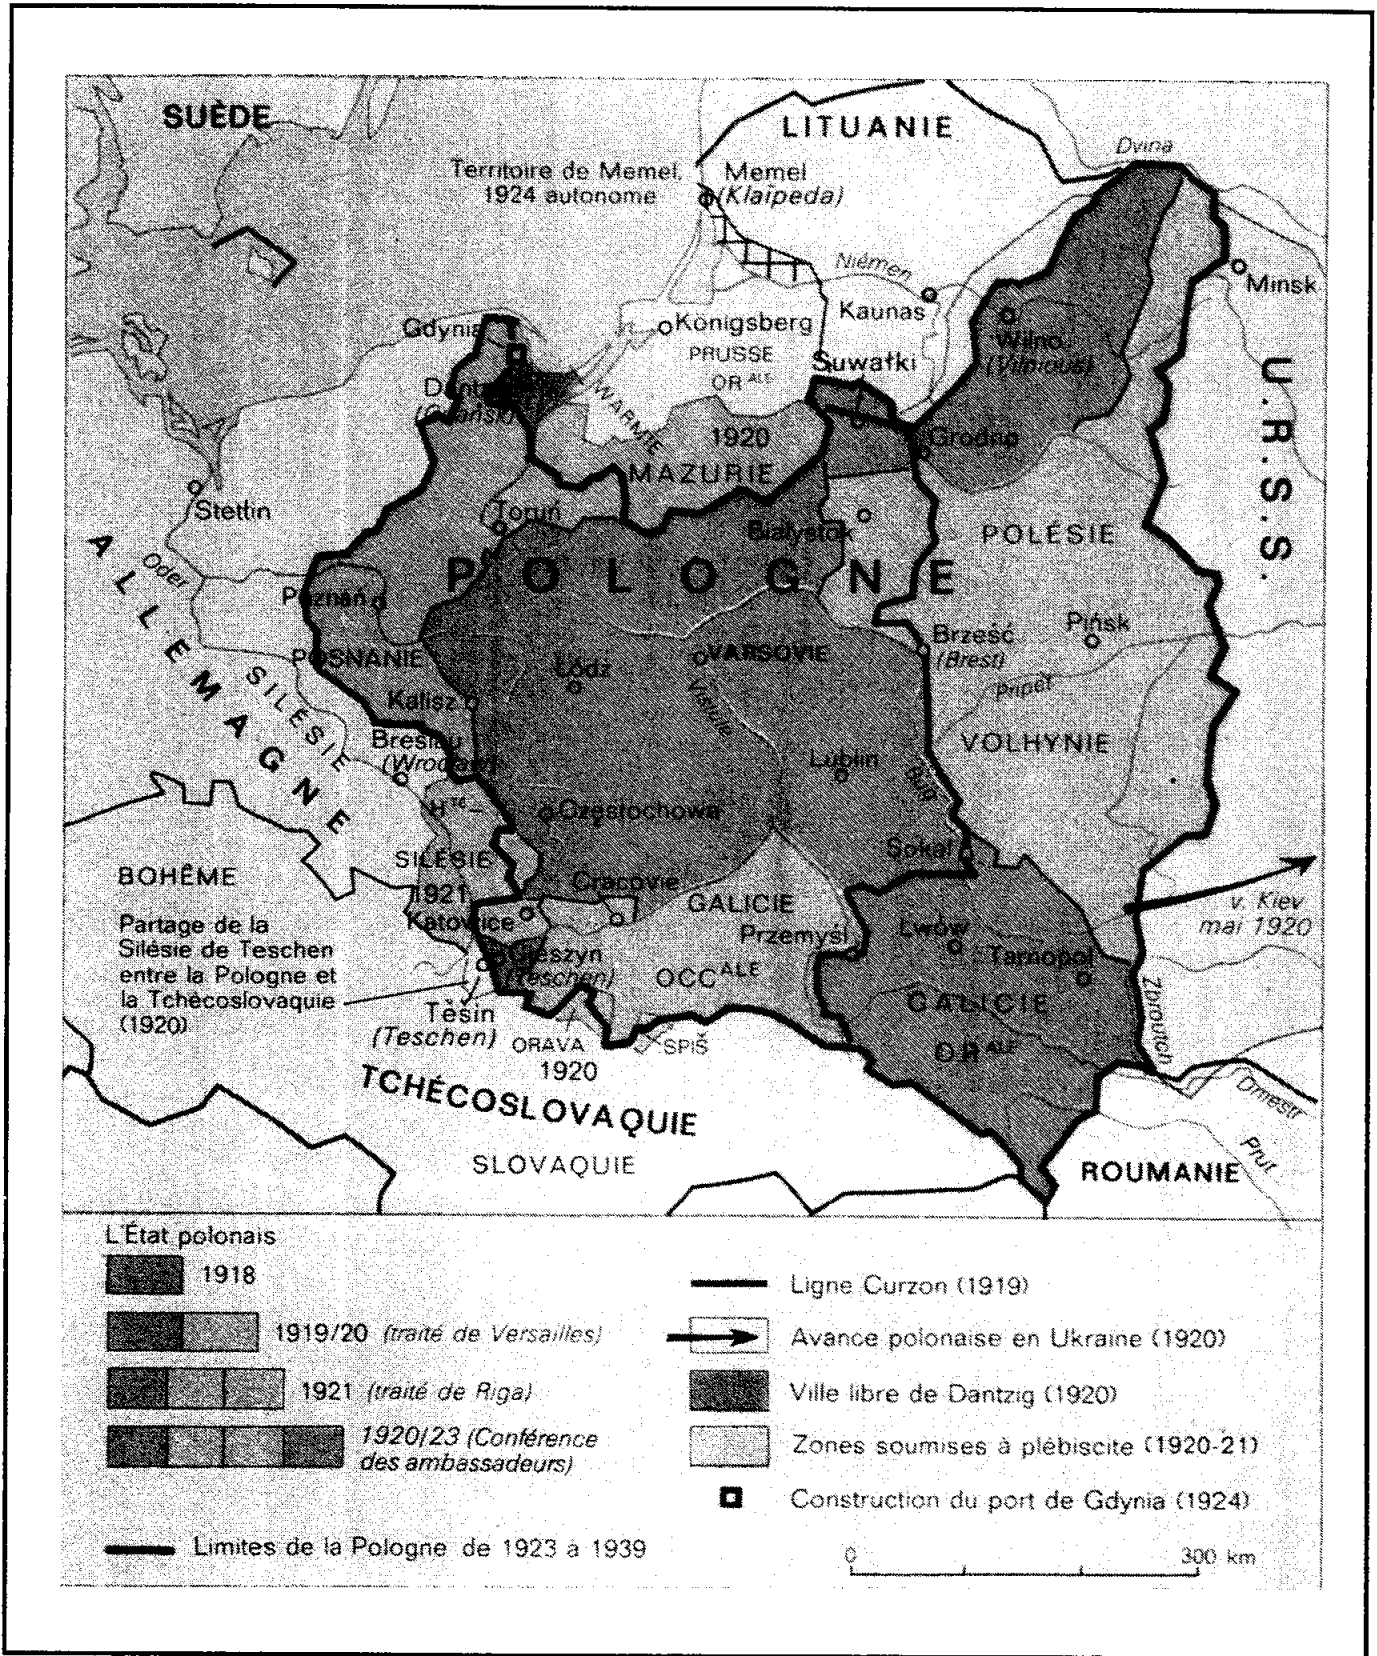 SUÈDE
LITUANIE
Dvina
Territoire de Memel
1924 autonome
Memel
(Klaipeda)
Niémen
Kaunas
Minsk
Gdynia
Königsberg
PRUSSE
OR ALE
Suwałki
Wilno
(Vilnious)
U.R.S.S.
Dantzig
(Gdańsk)
WARMIE
1920
MAZURIE
Grodno
Stettin
Toruń
Białystok
POLÉSIE
ALLEMAGNE
Oder
POLOGNE
Poznań
Brześć
(Brest)
Pińsk
POSNANIE
Łódz
VARSOVIE
Pripet
SILÉSIE
Kalisz
Vistule
Breslau
(Wrocław)
Lublin
Bug
VOLHYNIE
HTE-
SILÉSIE
1921
Częstochowa
Sokal
BOHÊME
Cracovie
GALICIE
OCC ALE
Katowice
Przemyśl
Lwów
Tarnopol
v. Kiev
mai 1920
Partage de la
Silésie de Teschen
entre la Pologne et
la Tchécoslovaquie
(1920)
Cieszyn
(Teschen)
GALICIE
OR ALE
Zbroutch
Těšín
(Teschen)
ORAVA
1920
SPIŠ
TCHÉCOSLOVAQUIE
SLOVAQUIE
Dniestr
Prut
ROUMANIE
L'État polonais
1918
1919/20 (traité de Versailles)
1921 (traité de Riga)
1920/23 (Conférence
des ambassadeurs)
Limites de la Pologne de 1923 à 1939
Ligne Curzon (1919)
Avance polonaise en Ukraine (1920)
Ville libre de Dantzig (1920)
Zones soumises à plébiscite (1920-21)
Construction du port de Gdynia (1924)
0 300 km